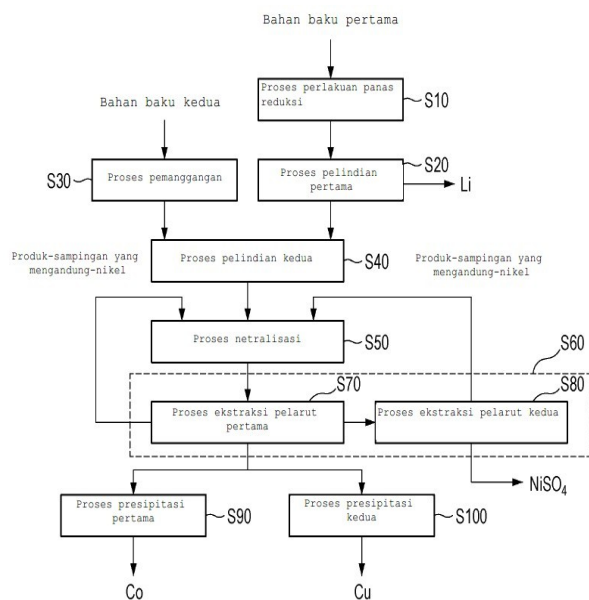 Bahan baku pertama
Proses perlakuan panas
reduksi
S10
Bahan baku kedua
S30
Proses pemanggangan
Proses pelindian
pertama
S20
Li
Produk-sampingan yang
mengandung-nikel
Proses pelindian kedua
S40
Produk-sampingan yang
mengandung-nikel
Proses netralisasi
S50
S60
S70
S80
Proses ekstraksi pelarut
pertama
Proses ekstraksi pelarut kedua
NiSO₄
Proses presipitasi
pertama
S90
Proses presipitasi
kedua
S100
Co
Cu